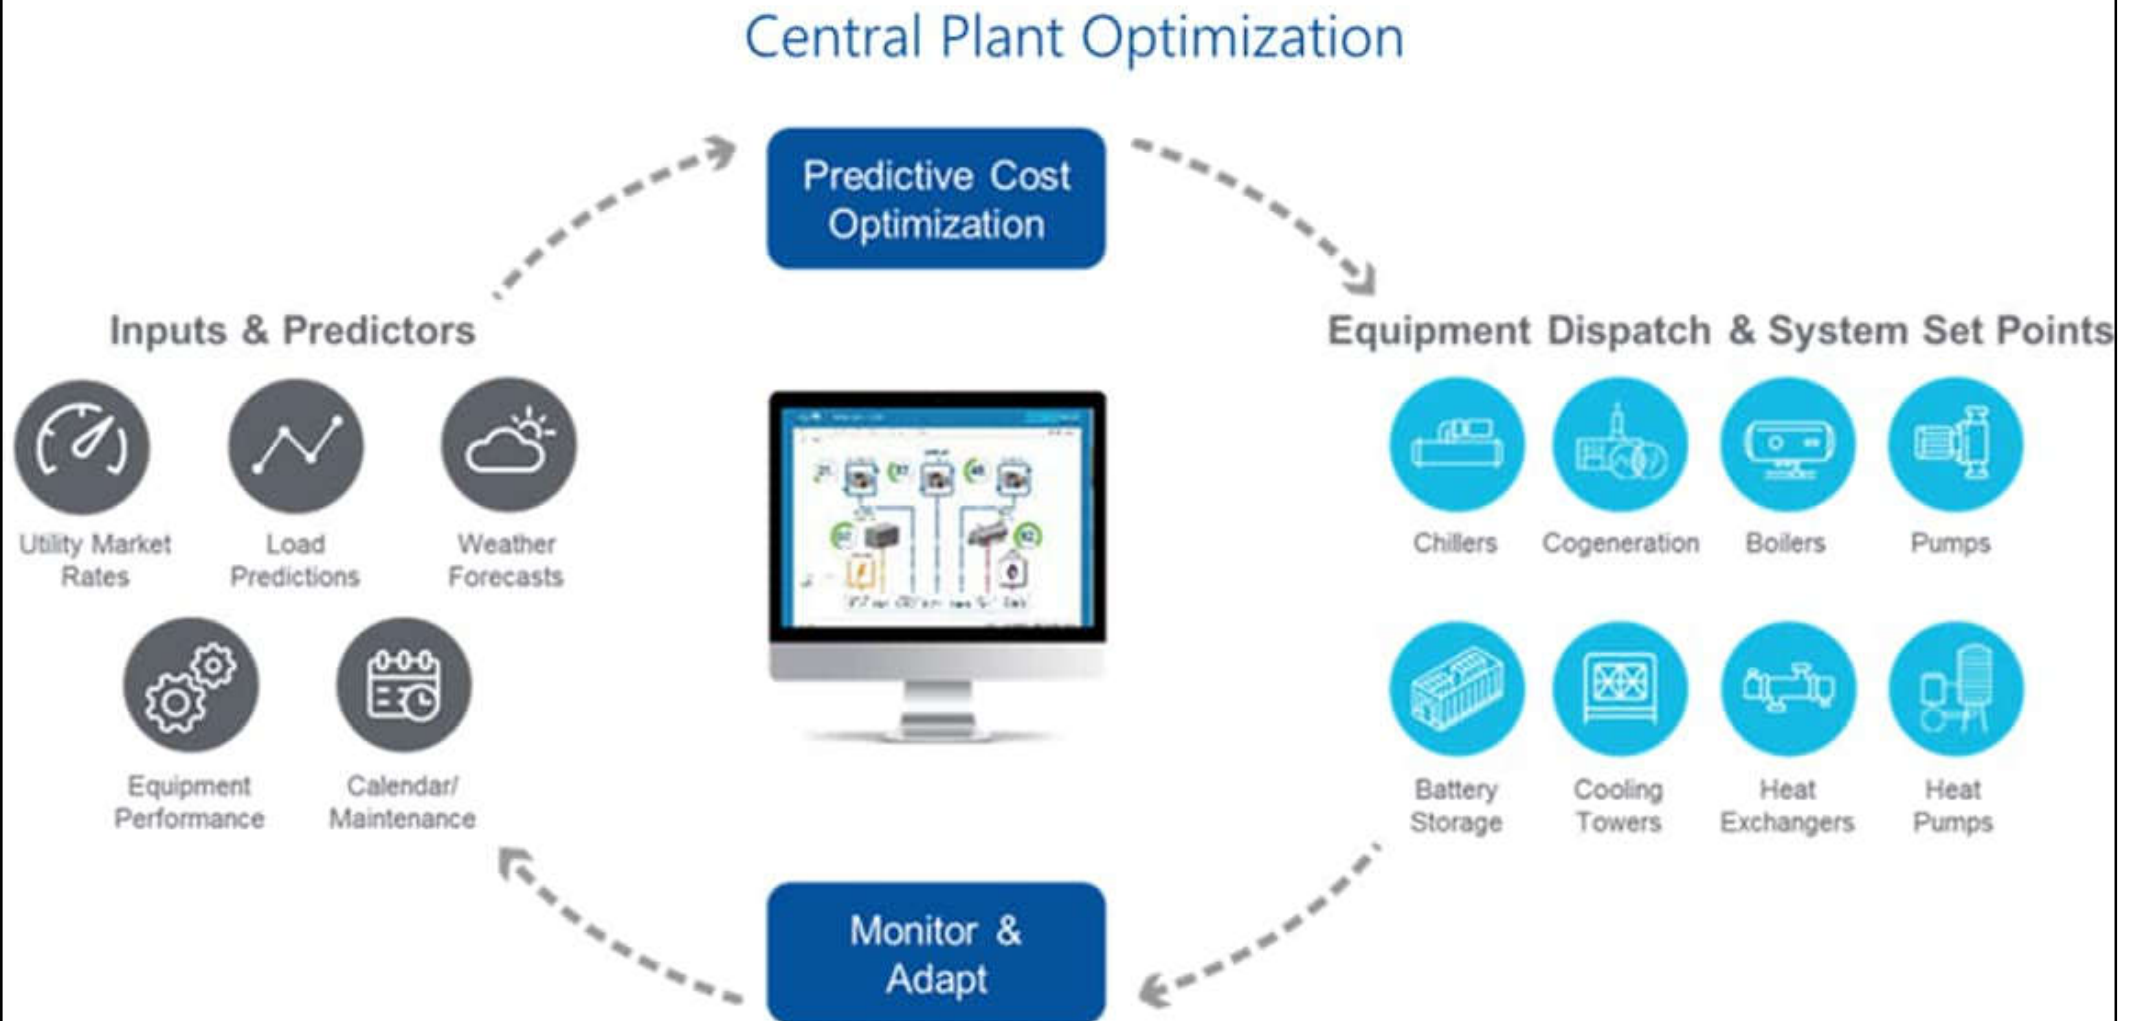 Central Plant Optimization
Predictive Cost
Optimization
Inputs & Predictors
Utility Market
Rates
Load
Predictions
Weather
Forecasts
Equipment
Performance
Calendar/
Maintenance
Equipment Dispatch & System Set Points
Chillers
Cogeneration
Boilers
Pumps
Battery
Storage
Cooling
Towers
Heat
Exchangers
Heat
Pumps
Monitor &
Adapt